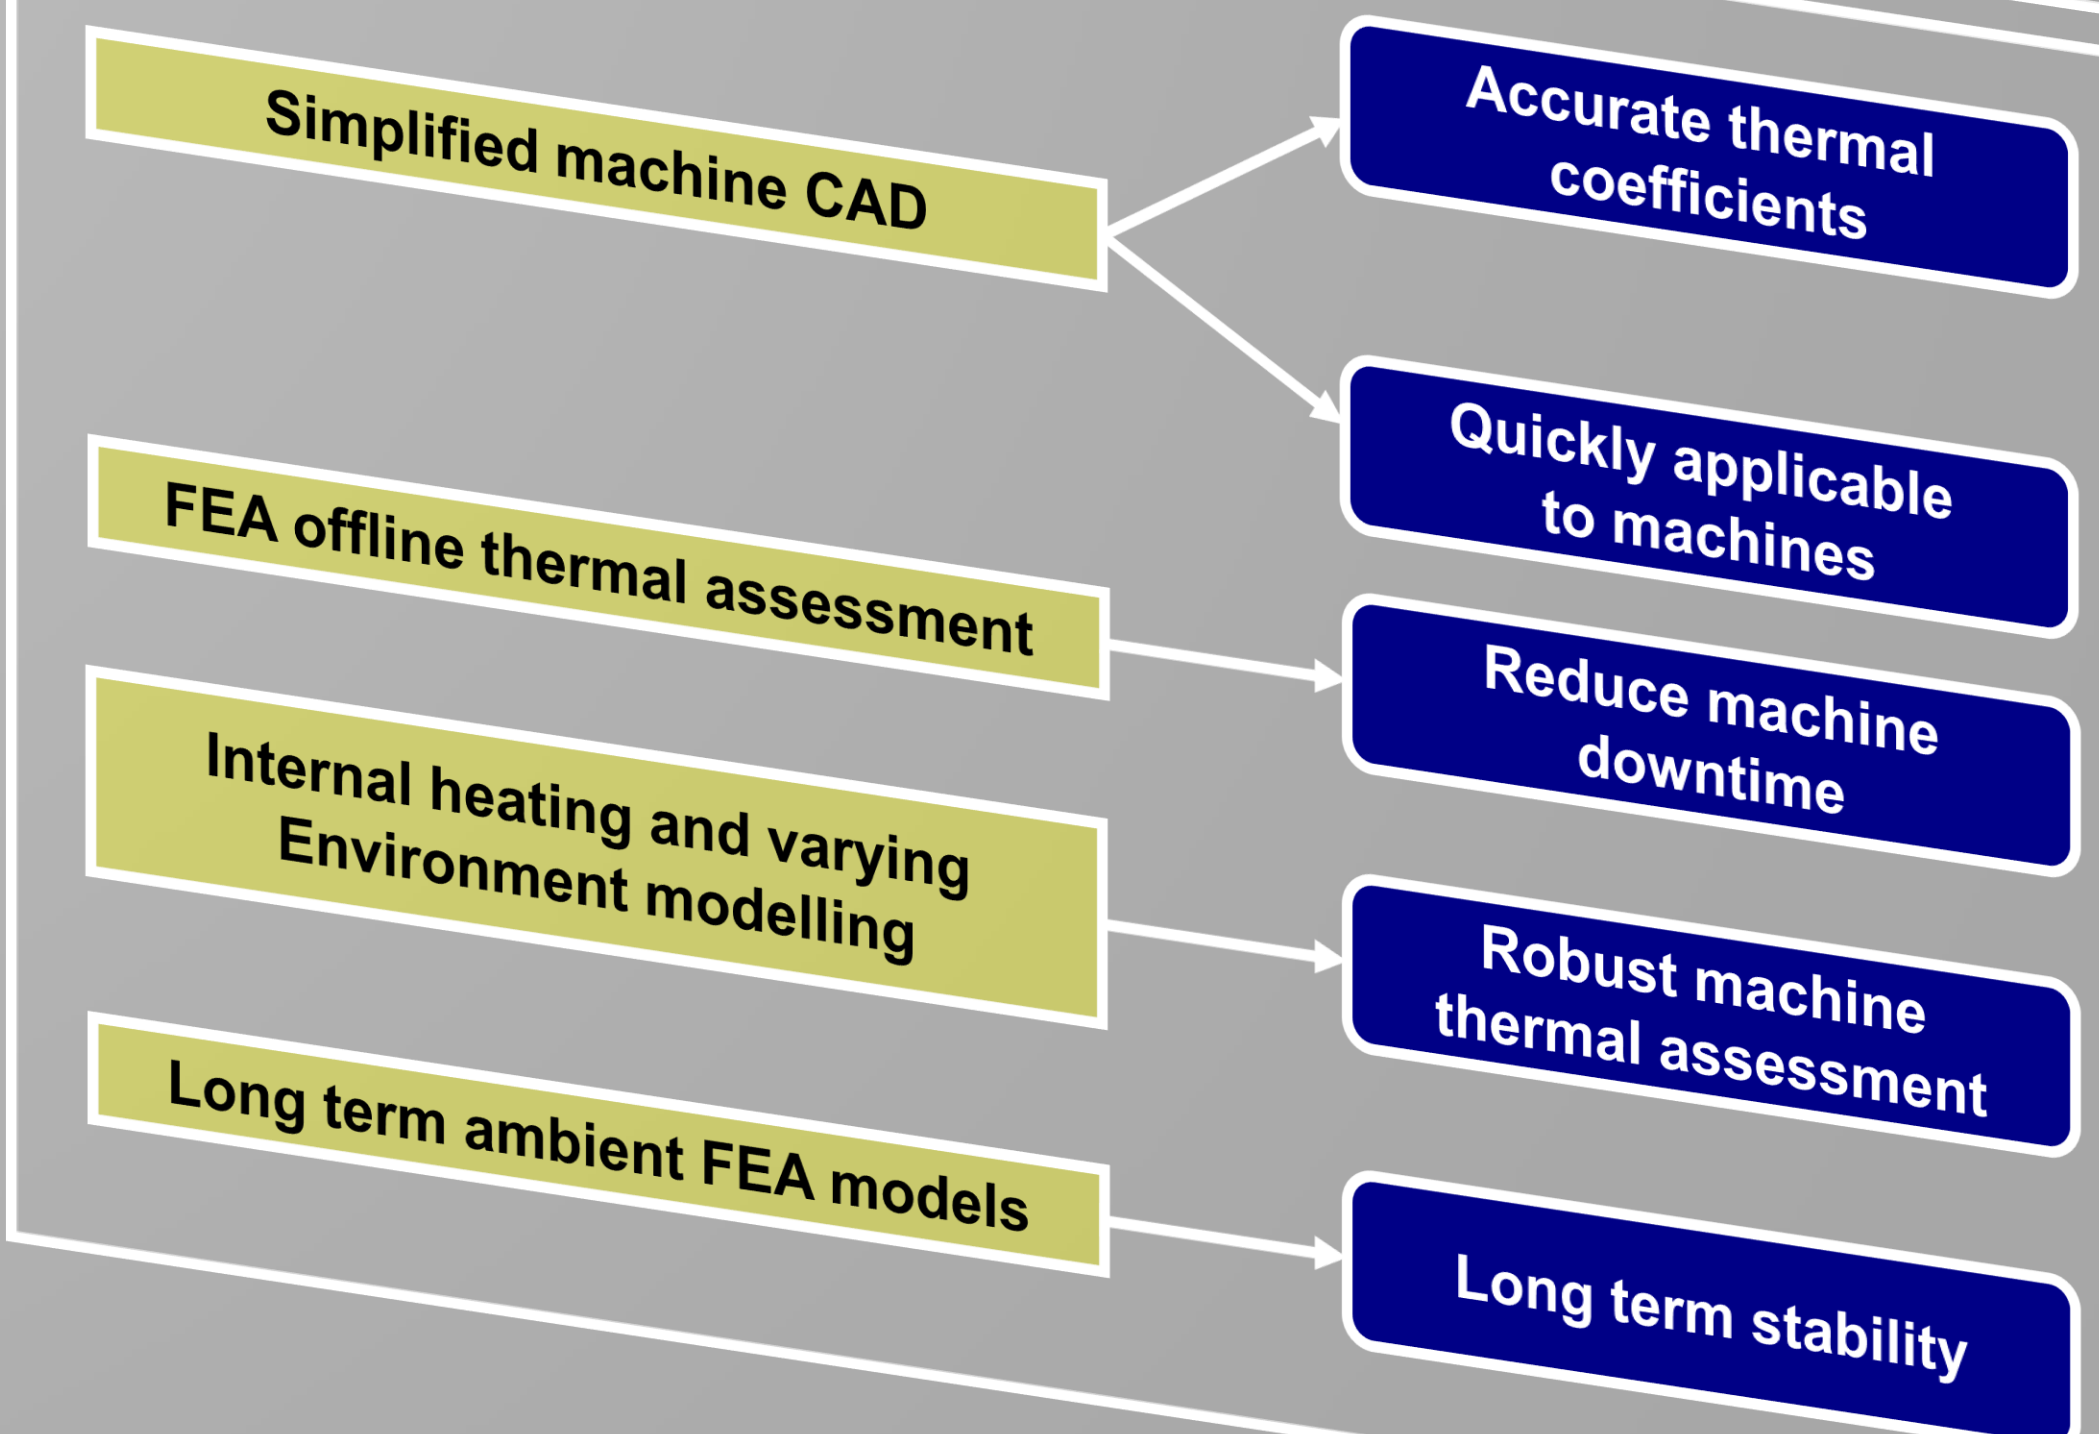 Simplified machine CAD
Accurate thermal
coefficients
Quickly applicable
to machines
FEA offline thermal assessment
Reduce machine
downtime
Internal heating and varying
Environment modelling
Robust machine
thermal assessment
Long term ambient FEA models
Long term stability